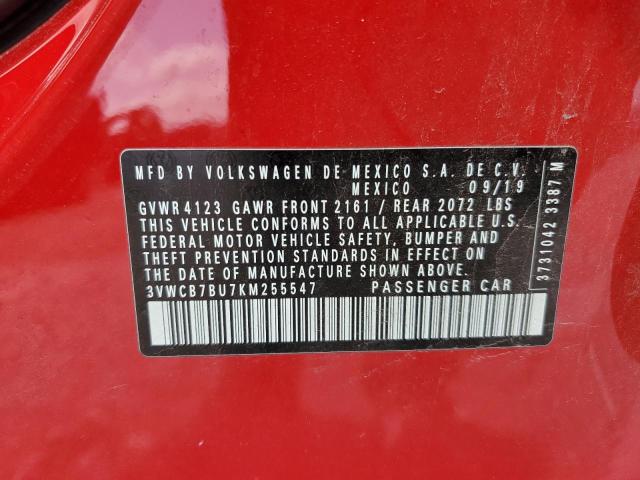 MFD BY VOLKSWAGEN DE MEXICO S.A. DE C.V.
MEXICO 09/19
GVWR 4123 GAWR FRONT 2161 / REAR 2072 LBS
THIS VEHICLE CONFORMS TO ALL APPLICABLE U.S.
FEDERAL MOTOR VEHICLE SAFETY, BUMPER AND
THEFT PREVENTION STANDARDS IN EFFECT ON THE
DATE OF MANUFACTURE SHOWN ABOVE.
3VWCB7BU7KM255547 PASSENGER CAR
3731042 3387 M